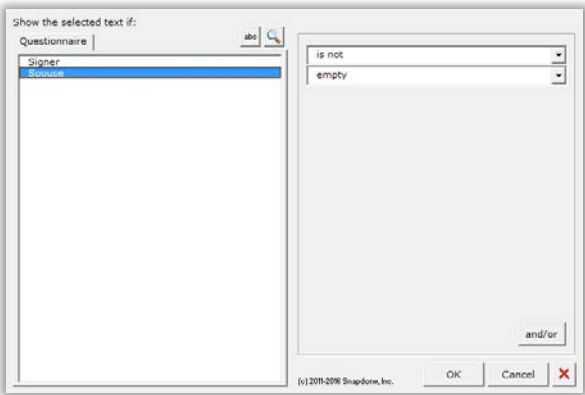 Show the selected text if:
Questionnaire
abc
Signer
Spouse
is not
empty
and/or
(c) 2011-2016 Snapdone, Inc.
OK
Cancel